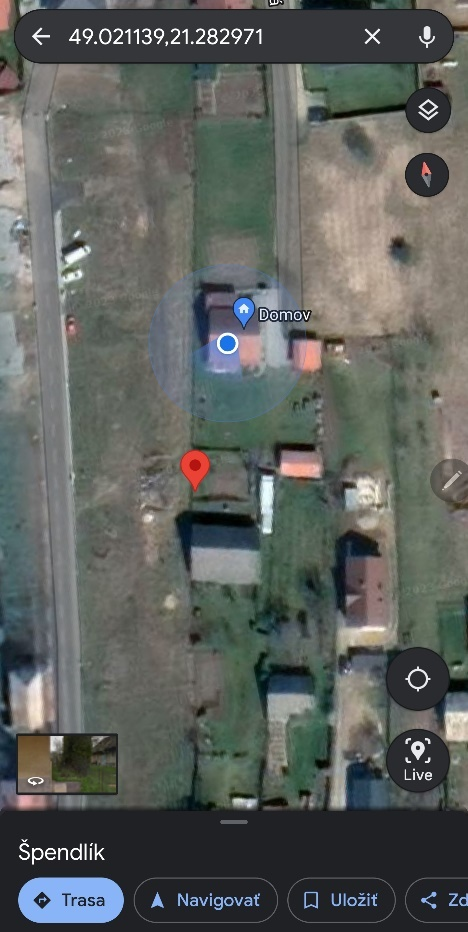 49.021139,21.282971
Domov
Live
Špendlík
Trasa
Navigovať
Uložiť
Zd